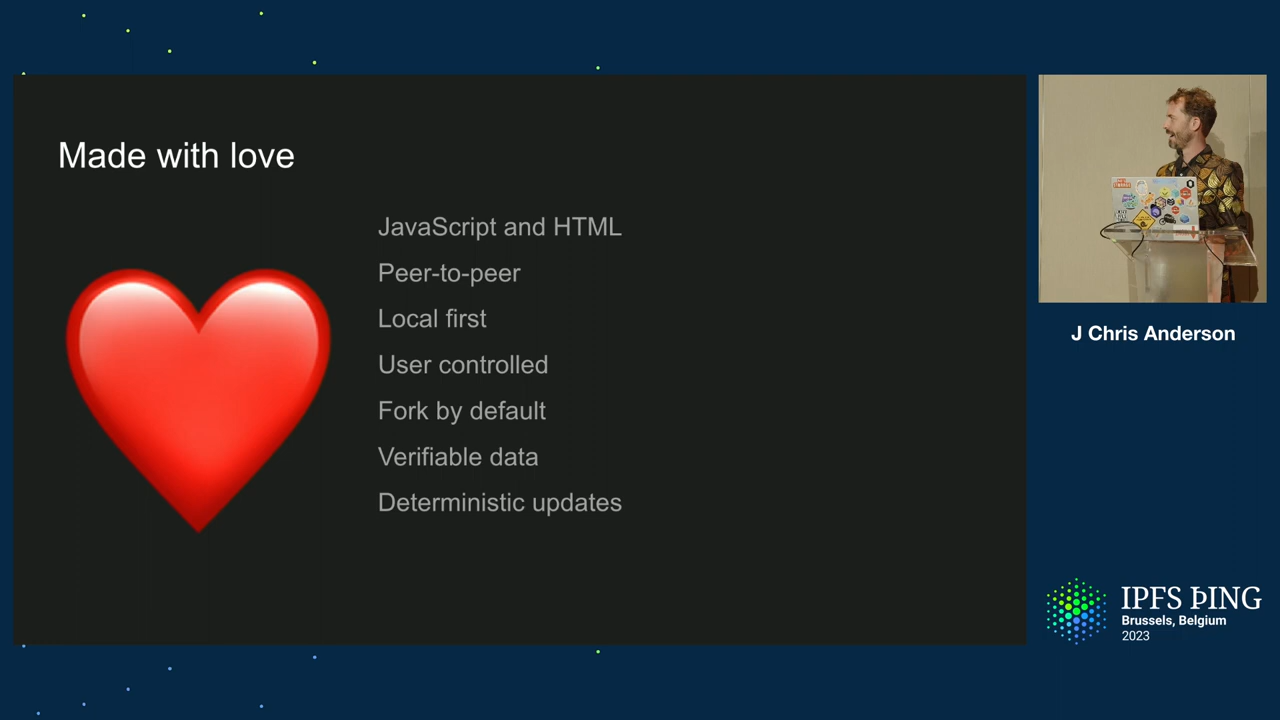 Made with love
JavaScript and HTML
Peer-to-peer
Local first
User controlled
Fork by default
Verifiable data
Deterministic updates
J Chris Anderson
IPFS ÞING
Brussels, Belgium
2023